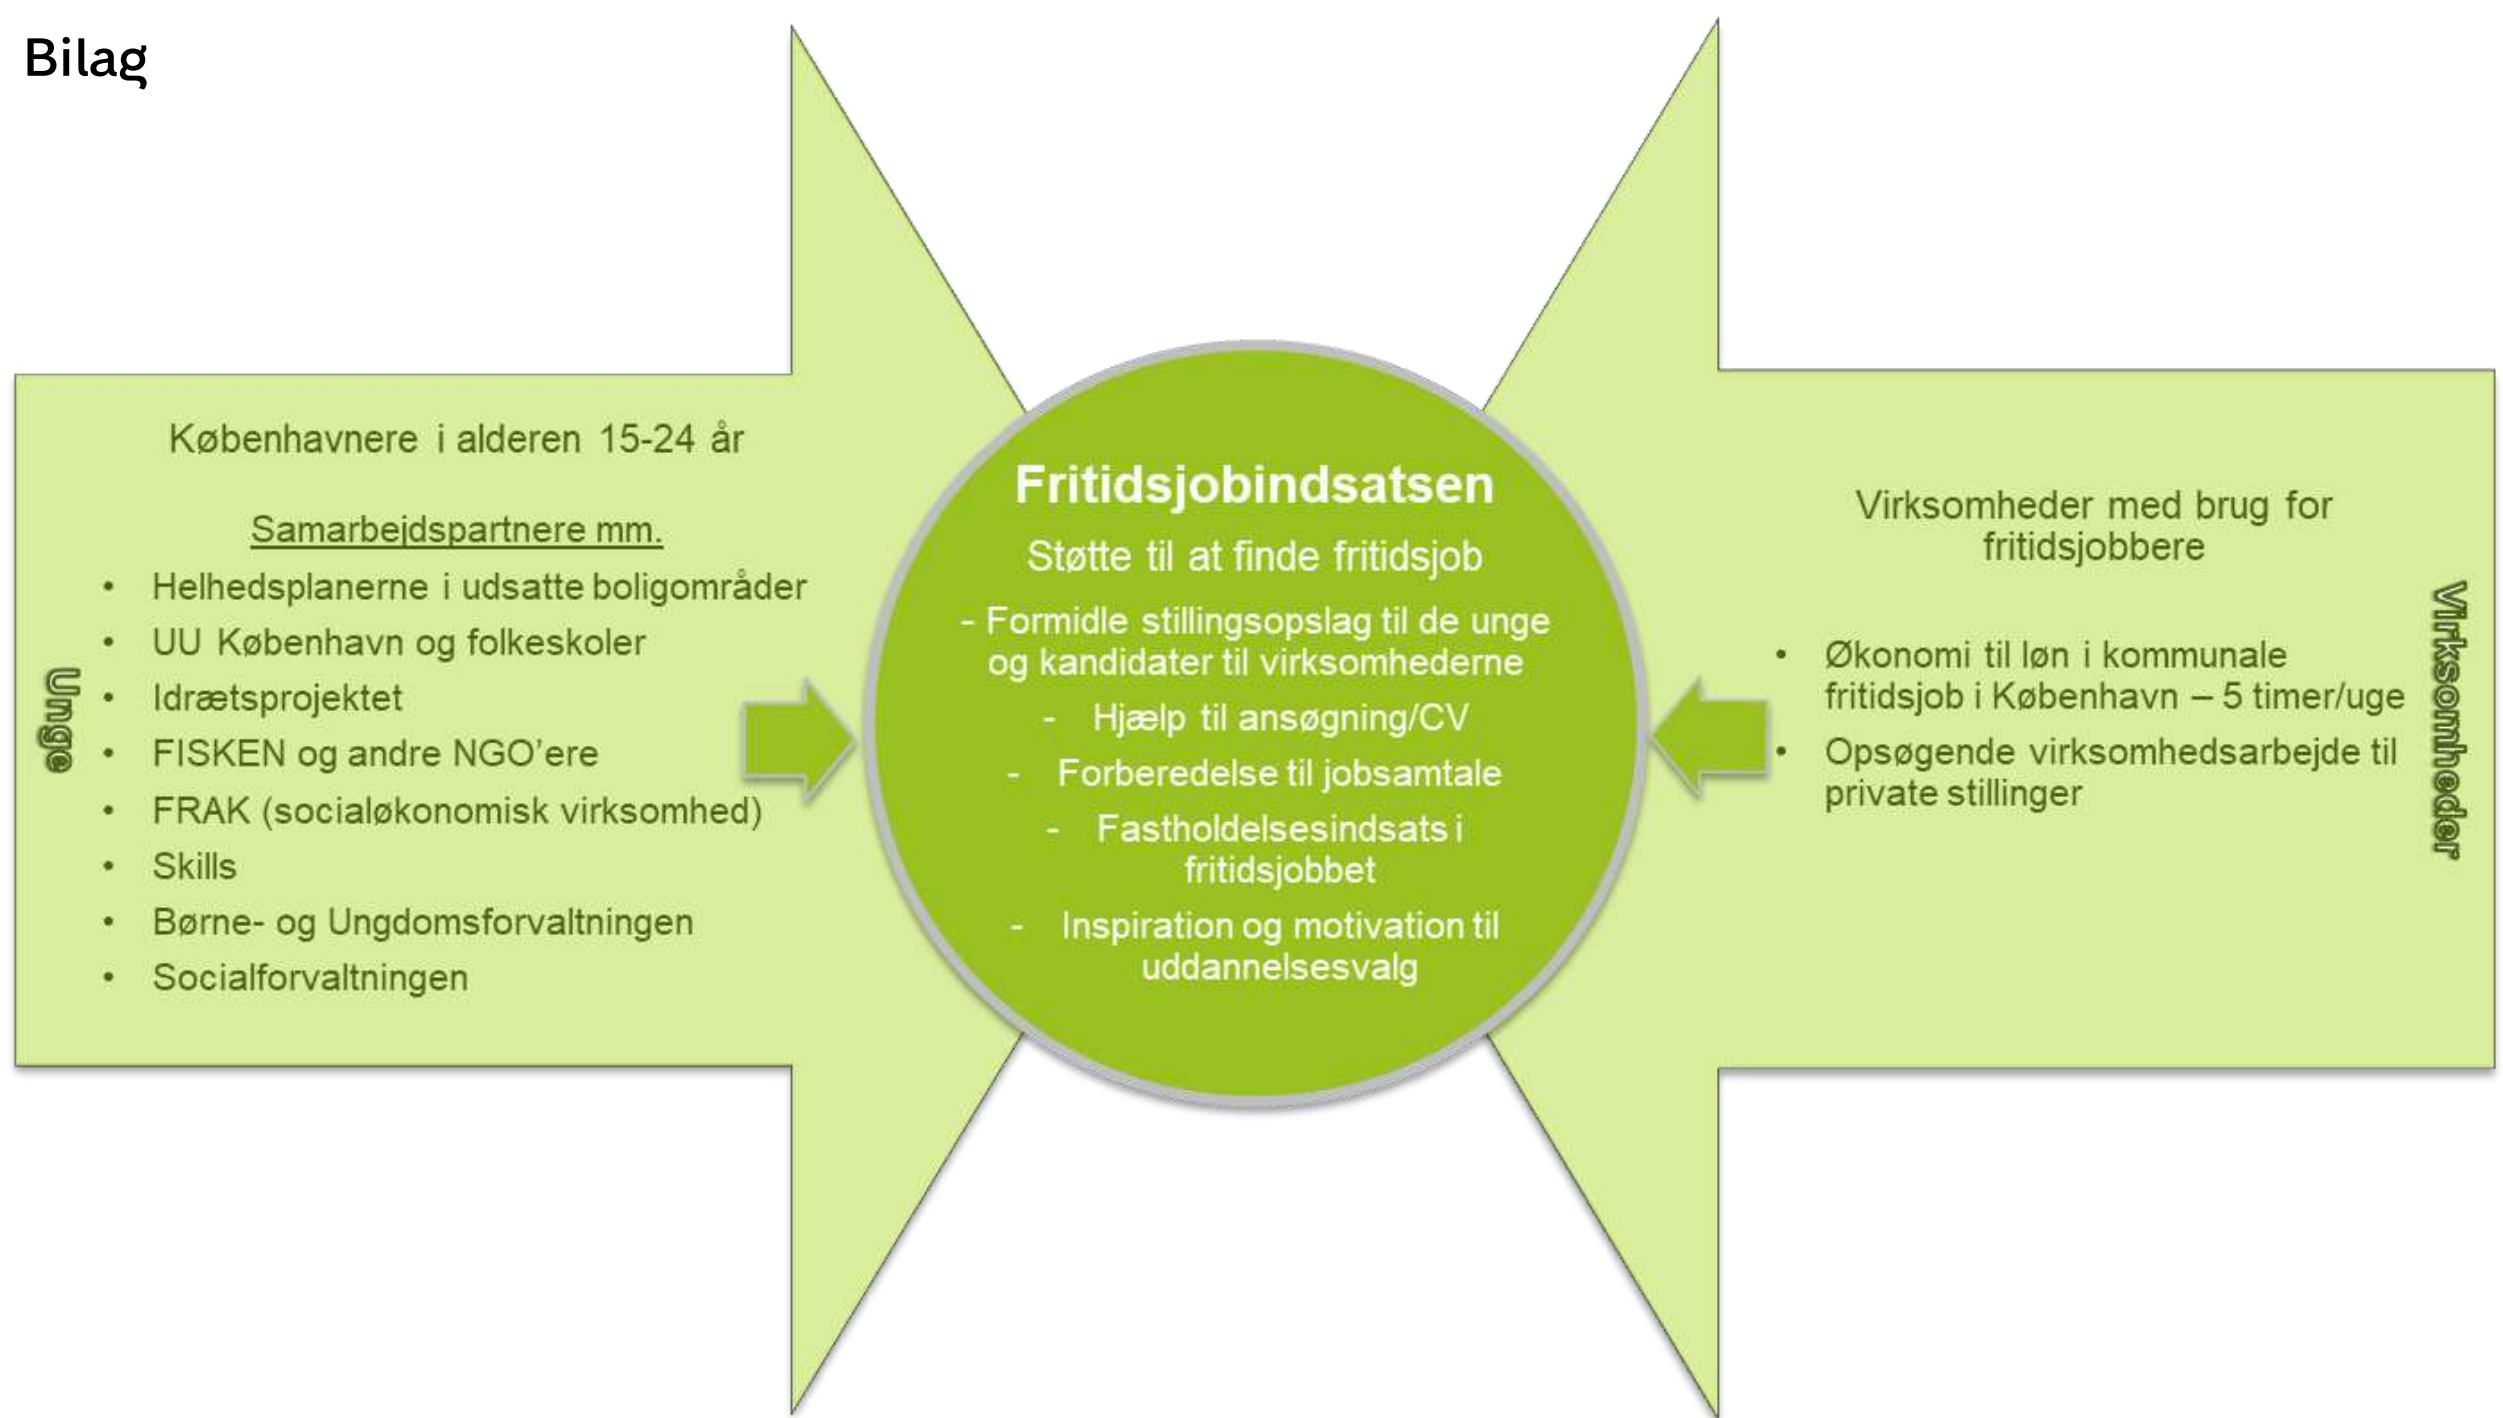 Bilag
Unge
Københavnere i alderen 15-24 år
Samarbejdspartnere mm.
• Helhedsplanerne i udsatte boligområder
• UU København og folkeskoler
• Idrætsprojektet
• FISKEN og andre NGO'ere
• FRAK (socialøkonomisk virksomhed)
• Skills
• Børne- og Ungdomsforvaltningen
• Socialforvaltningen
Fritidsjobindsatsen
Støtte til at finde fritidsjob
- Formidle stillingsopslag til de unge
og kandidater til virksomhederne
- Hjælp til ansøgning/CV
- Forberedelse til jobsamtale
- Fastholdelsesindsats i
fritidsjobbet
- Inspiration og motivation til
uddannelsesvalg
Virksomheder med brug for
fritidsjobbere
• Økonomi til løn i kommunale
fritidsjob i København – 5 timer/uge
• Opsøgende virksomhedsarbejde til
private stillinger
Virksomheder